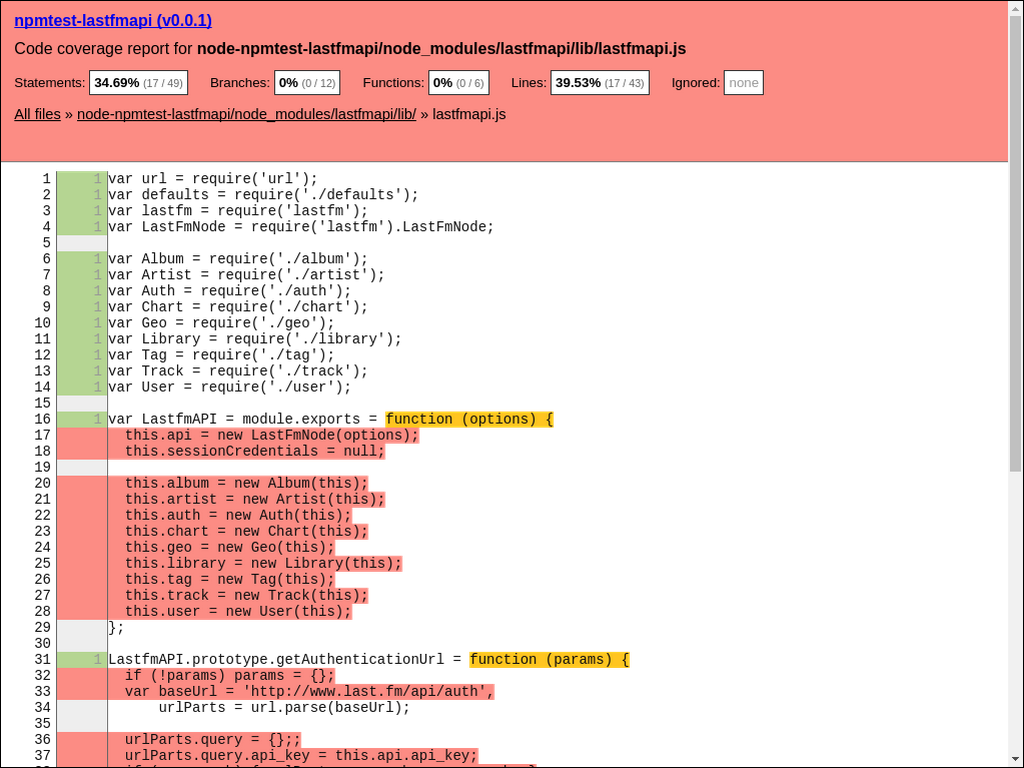 npmtest-lastfmapi (v0.0.1)
Code coverage report for node-npmtest-lastfmapi/node_modules/lastfmapi/lib/lastfmapi.js
Statements: 34.69% (17 / 49) Branches: 0% (0 / 12) Functions: 0% (0 / 6) Lines: 39.53% (17 / 43) Ignored: none
All files » node-npmtest-lastfmapi/node_modules/lastfmapi/lib/ » lastfmapi.js
1 1 var url = require('url');
2 1 var defaults = require('./defaults');
3 1 var lastfm = require('lastfm');
4 1 var LastFmNode = require('lastfm').LastFmNode;
5
6 1 var Album = require('./album');
7 1 var Artist = require('./artist');
8 1 var Auth = require('./auth');
9 1 var Chart = require('./chart');
10 1 var Geo = require('./geo');
11 1 var Library = require('./library');
12 1 var Tag = require('./tag');
13 1 var Track = require('./track');
14 1 var User = require('./user');
15
16 1 var LastfmAPI = module.exports = function (options) {
17   this.api = new LastFmNode(options);
18   this.sessionCredentials = null;
19
20   this.album = new Album(this);
21   this.artist = new Artist(this);
22   this.auth = new Auth(this);
23   this.chart = new Chart(this);
24   this.geo = new Geo(this);
25   this.library = new Library(this);
26   this.tag = new Tag(this);
27   this.track = new Track(this);
28   this.user = new User(this);
29 };
30
31 1 LastfmAPI.prototype.getAuthenticationUrl = function (params) {
32   if (!params) params = {};
33   var baseUrl = 'http://www.last.fm/api/auth',
34       urlParts = url.parse(baseUrl);
35
36   urlParts.query = {};;
37   urlParts.query.api_key = this.api.api_key;